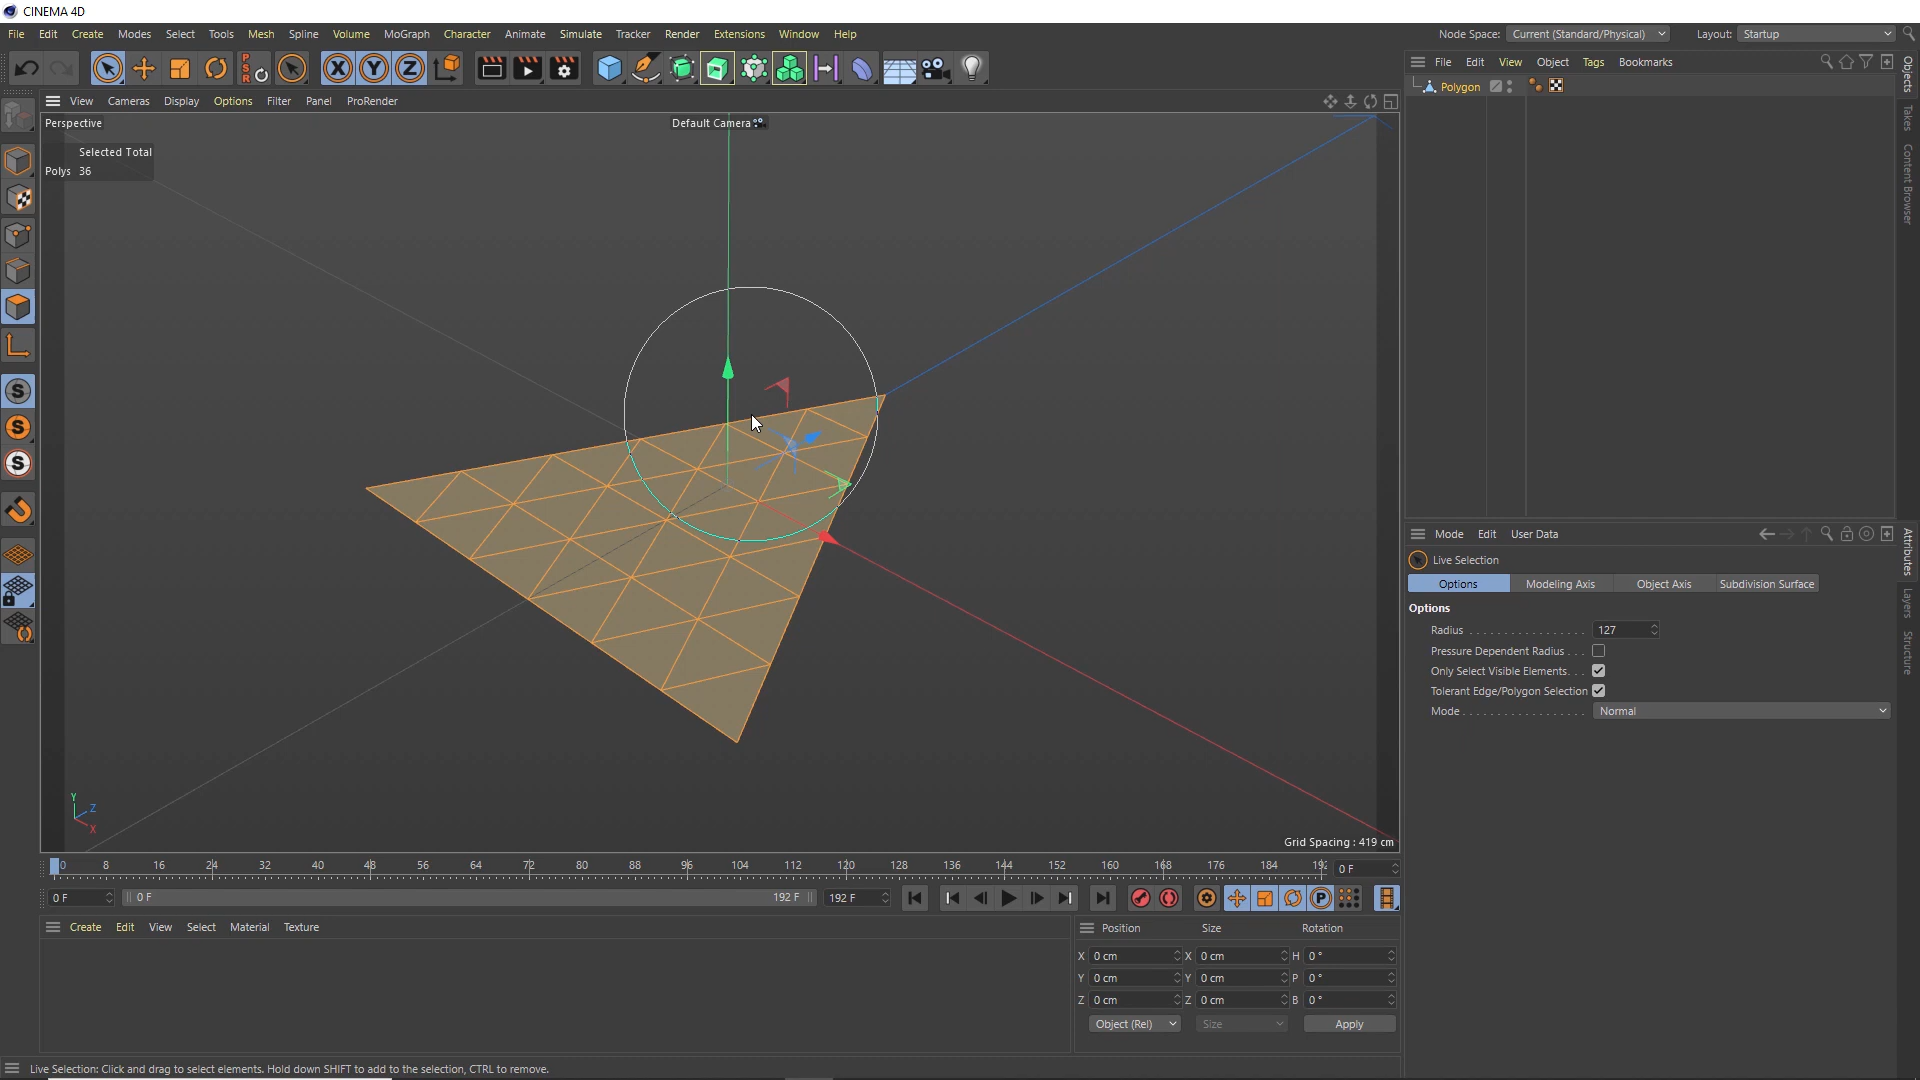 CINEMA 4D
File Edit Create Modes Select Tools Mesh Spline Volume MoGraph Character Animate Simulate Tracker Render Extensions Window Help
Node Space: Current (Standard/Physical) Layout: Startup
P S R X Y Z
View Cameras Display Options Filter Panel ProRender
File Edit View Object Tags Bookmarks
Polygon
Objects
Takes
Content Browser
Perspective
Default Camera
Selected Total
Polys 36
S
S
S
Y
Z
X
Grid Spacing : 419 cm
Mode Edit User Data
Attributes
Layers
Structure
Live Selection
Options Modeling Axis Object Axis Subdivision Surface
Options
Radius . . . . . . . . . . . . . . . . . 127
Pressure Dependent Radius . . .
Only Select Visible Elements. . .
Tolerant Edge/Polygon Selection
Mode . . . . . . . . . . . . . . . . . . Normal
0 8 16 24 32 40 48 56 64 72 80 88 96 104 112 120 128 136 144 152 160 168 176 184 192 0 F
0 F 0 F 192 F 192 F P
Create Edit View Select Material Texture
Position Size Rotation
X 0 cm X 0 cm H 0 °
Y 0 cm Y 0 cm P 0 °
Z 0 cm Z 0 cm B 0 °
Object (Rel) Size Apply
Live Selection: Click and drag to select elements. Hold down SHIFT to add to the selection, CTRL to remove.